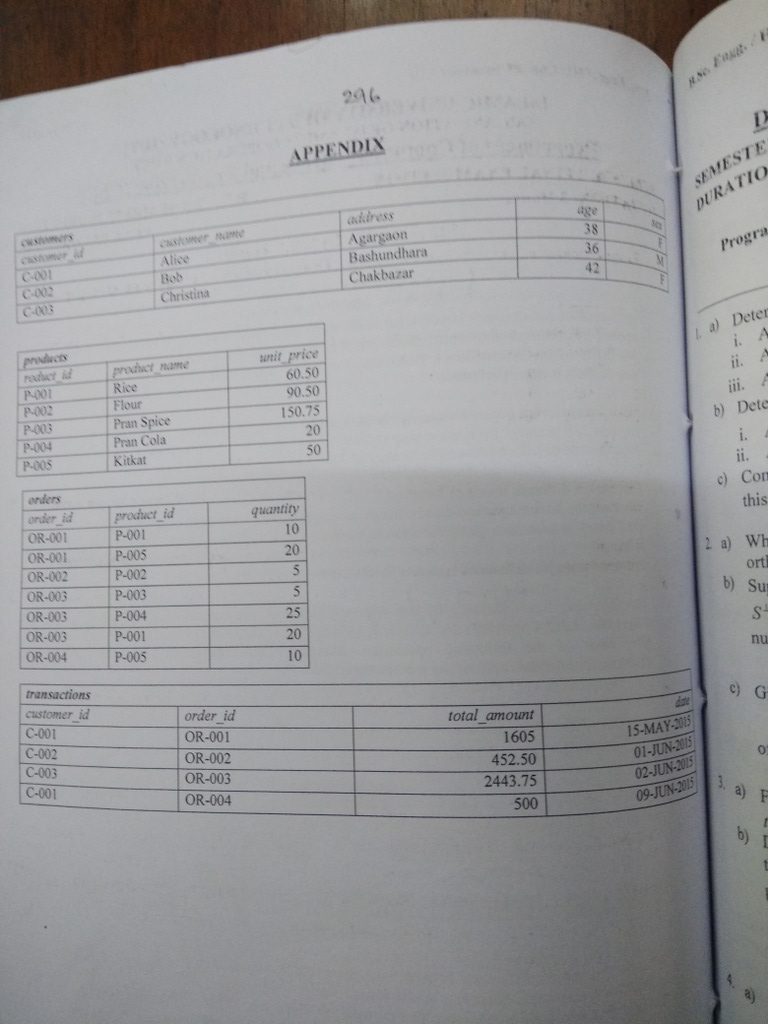 296
APPENDIX
customers
customer_id customer_name address age sex
C-001 Alice Agargaon 38 F
C-002 Bob Bashundhara 36 M
C-003 Christina Chakbazar 42 F
products
roduct_id product_name unit_price
P-001 Rice 60.50
P-002 Flour 90.50
P-003 Pran Spice 150.75
P-004 Pran Cola 20
P-005 Kitkat 50
orders
order_id product_id quantity
OR-001 P-001 10
OR-001 P-005 20
OR-002 P-002 5
OR-003 P-003 5
OR-003 P-004 25
OR-003 P-001 20
OR-004 P-005 10
transactions
customer_id order_id total_amount date
C-001 OR-001 1605 15-MAY-2015
C-002 OR-002 452.50 01-JUN-2015
C-003 OR-003 2443.75 02-JUN-2015
C-001 OR-004 500 09-JUN-2015
B.Sc. Engg. /
D
SEMESTE
DURATIO
Progra
1. a) Deter
i. A
ii. A
iii. A
b) Dete
i.
ii.
c) Con
this
2. a) Wh
ort
b) Sup
nu
c) G
3. a) F
b)
4. a)